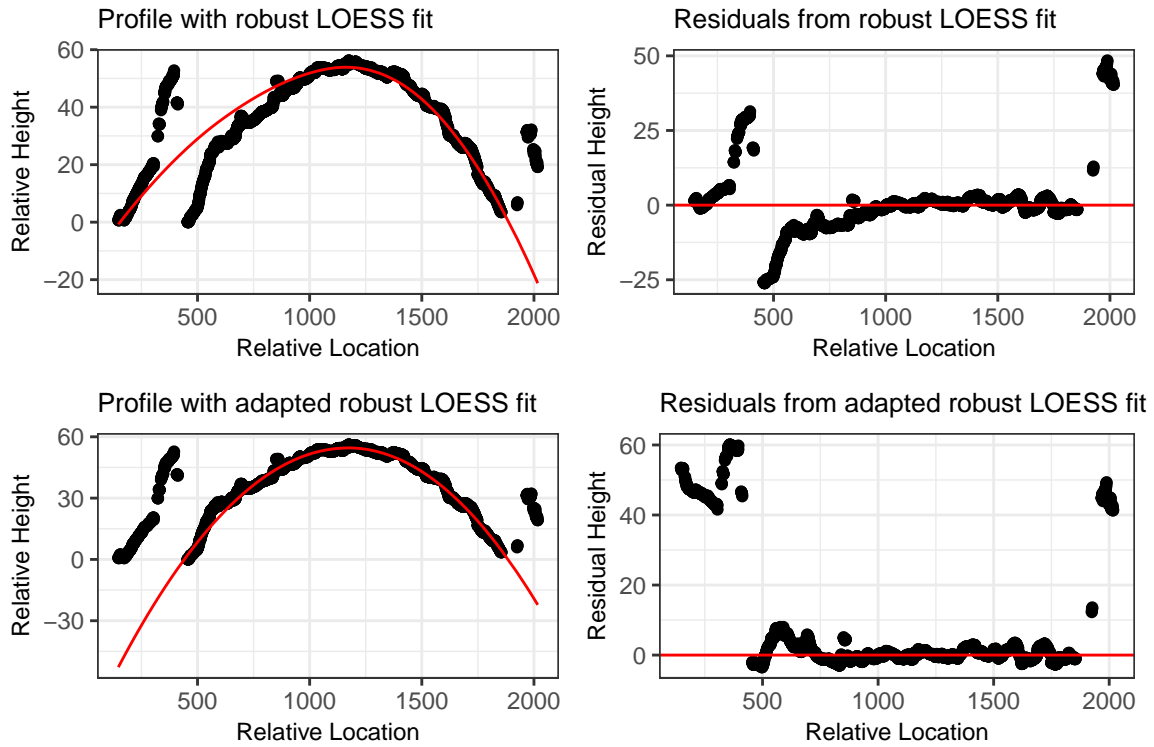 Profile with robust LOESS fit
Relative Height
60
40
20
0
−20
500 1000 1500 2000
Relative Location
Residuals from robust LOESS fit
Residual Height
50
25
0
−25
500 1000 1500 2000
Relative Location
Profile with adapted robust LOESS fit
Relative Height
60
30
0
−30
500 1000 1500 2000
Relative Location
Residuals from adapted robust LOESS fit
Residual Height
60
40
20
0
500 1000 1500 2000
Relative Location